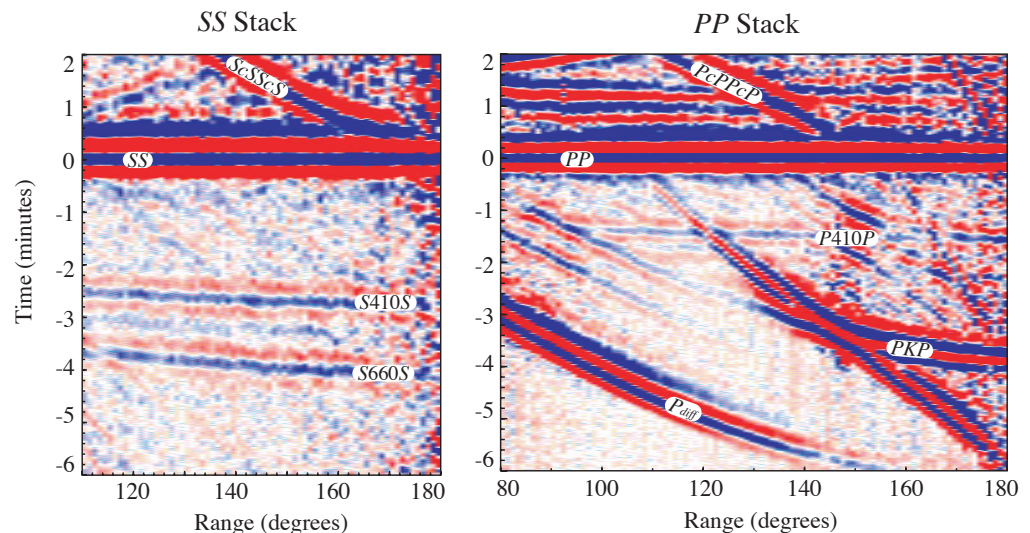 SS Stack
PP Stack
Time (minutes)
2
1
0
-1
-2
-3
-4
-5
-6
ScSScS
SS
S410S
S660S
120
140
160
180
Range (degrees)
2
1
0
-1
-2
-3
-4
-5
-6
PcPPcP
PP
P410P
PKP
Pdiff
80
100
120
140
160
180
Range (degrees)